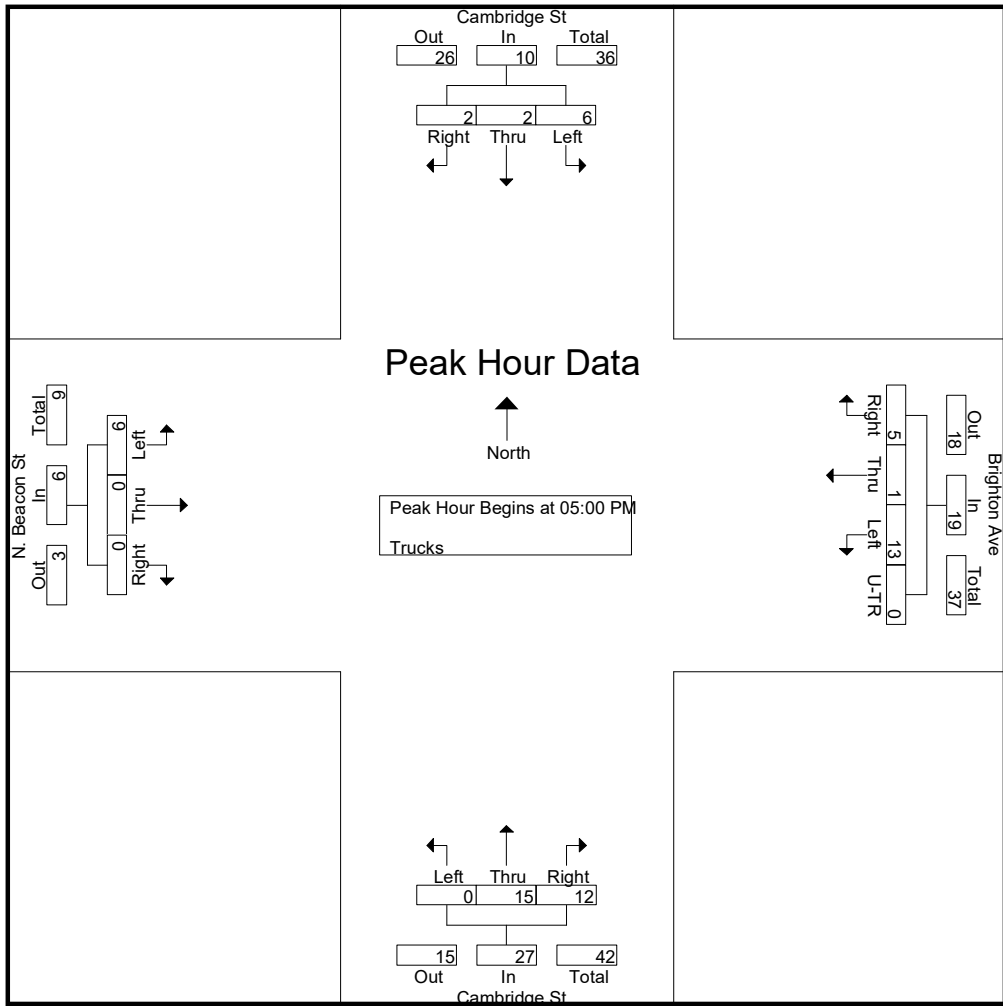 Cambridge St
Out In Total
26 10 36
2 2 6
Right Thru Left
Peak Hour Data
North
Peak Hour Begins at 05:00 PM
Trucks
N. Beacon St
Out In Total
3 6 9
6 0 0
Left Thru Right
Brighton Ave
Out In Total
18 19 37
5 1 13 0
Right Thru Left U-TR
Left Thru Right
0 15 12
15 27 42
Out In Total
Cambridge St